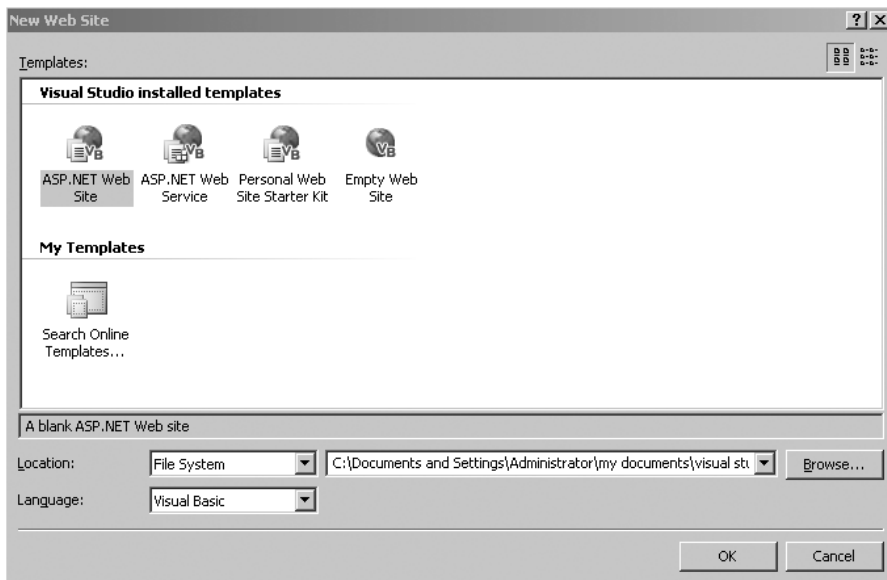 New Web Site
Templates:
Visual Studio installed templates
ASP.NET Web Site
ASP.NET Web Service
Personal Web Site Starter Kit
Empty Web Site
My Templates
Search Online Templates...
A blank ASP.NET Web site
Location:
File System
C:\Documents and Settings\Administrator\my documents\visual stu
Browse...
Language:
Visual Basic
OK
Cancel